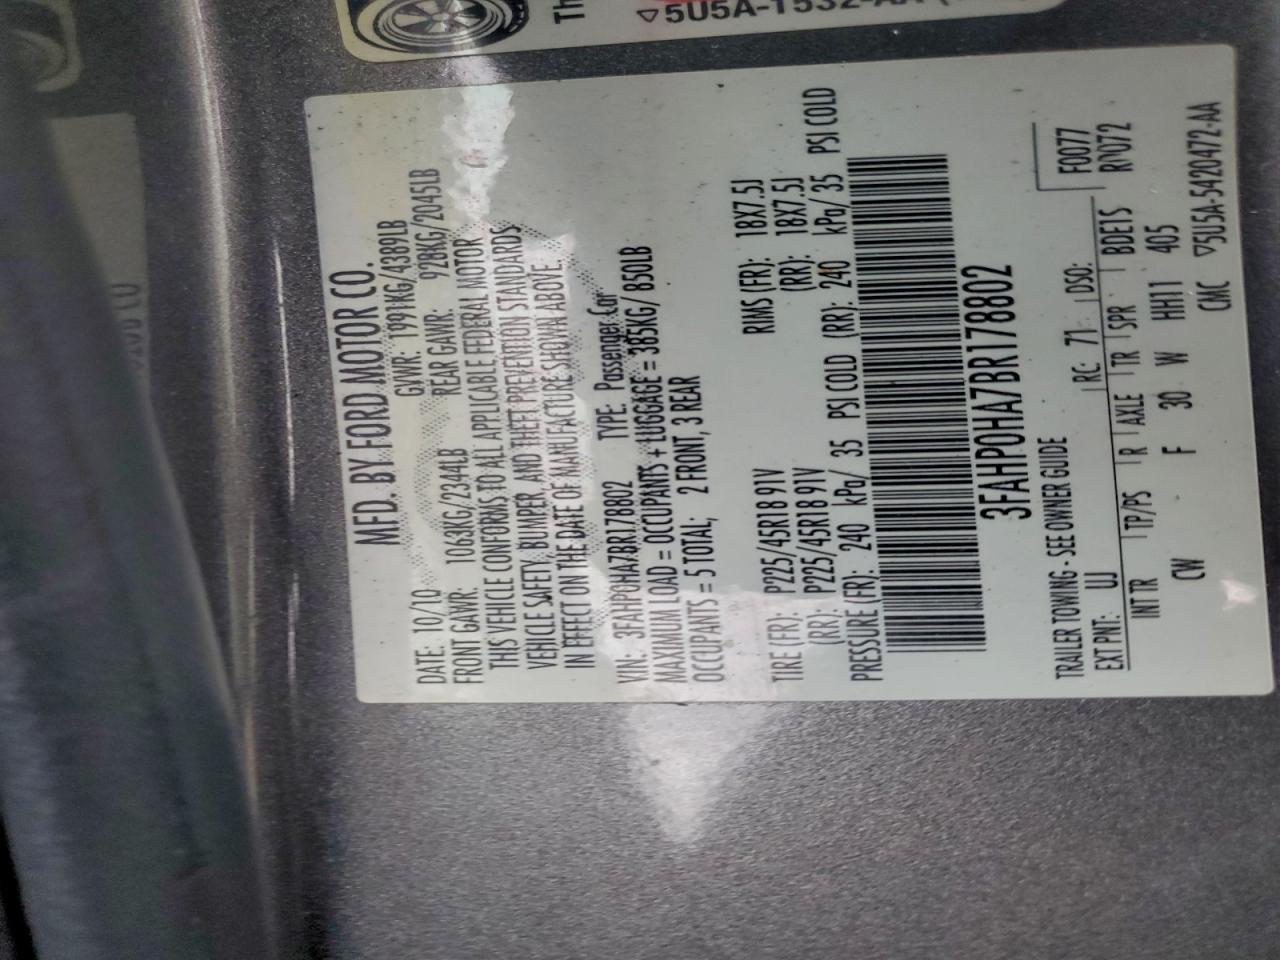 5U5A-1532-AA
MFD. BY FORD MOTOR CO.
DATE: 10/10 GVWR: 1991KG/4389LB
FRONT GAWR: 1063KG/2344LB REAR GAWR: 928KG/2045LB
THIS VEHICLE CONFORMS TO ALL APPLICABLE FEDERAL MOTOR
VEHICLE SAFETY, BUMPER, AND THEFT PREVENTION STANDARDS
IN EFFECT ON THE DATE OF MANUFACTURE SHOWN ABOVE.
VIN: 3FAHP0HA7BR178802 TYPE: Passenger Car
MAXIMUM LOAD = OCCUPANTS + LUGGAGE = 385KG/ 850LB
OCCUPANTS = 5 TOTAL, 2 FRONT, 3 REAR
TIRE (FR): P225/45R18 91V RIMS (FR): 18X7.5J
(RR): P225/45R18 91V (RR): 18X7.5J
PRESSURE (FR): 240 kPa/ 35 PSI COLD (RR): 240 kPa/ 35 PSI COLD
3FAHP0HA7BR178802
TRAILER TOWING - SEE OWNER GUIDE F0077
EXT PNT: UJ RC: 71 DSO: R0072
INT TR TP/PS R AXLE TR SPR BDE1S
CW F 30 W HH11 405
CMC ▽5U5A-5420472-AA